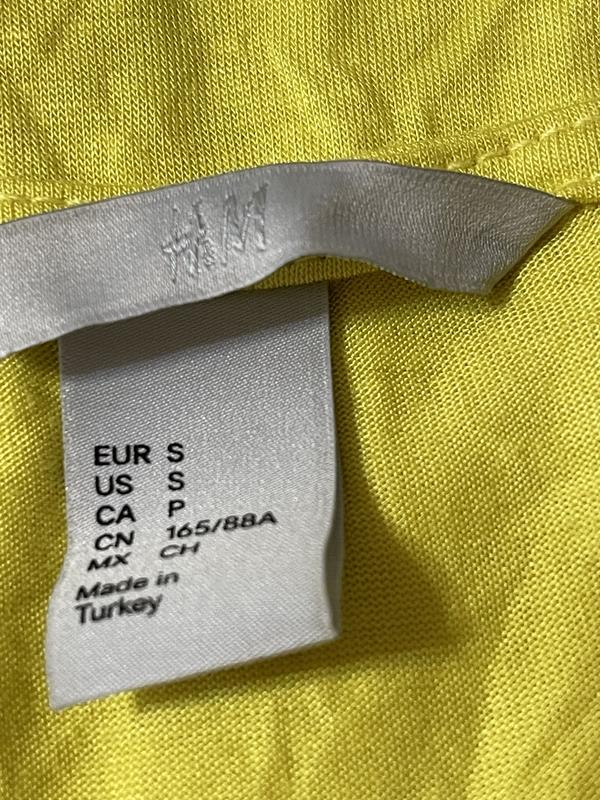 H&M
EUR S
US S
CA P
CN 165/88A
MX CH
Made in
Turkey